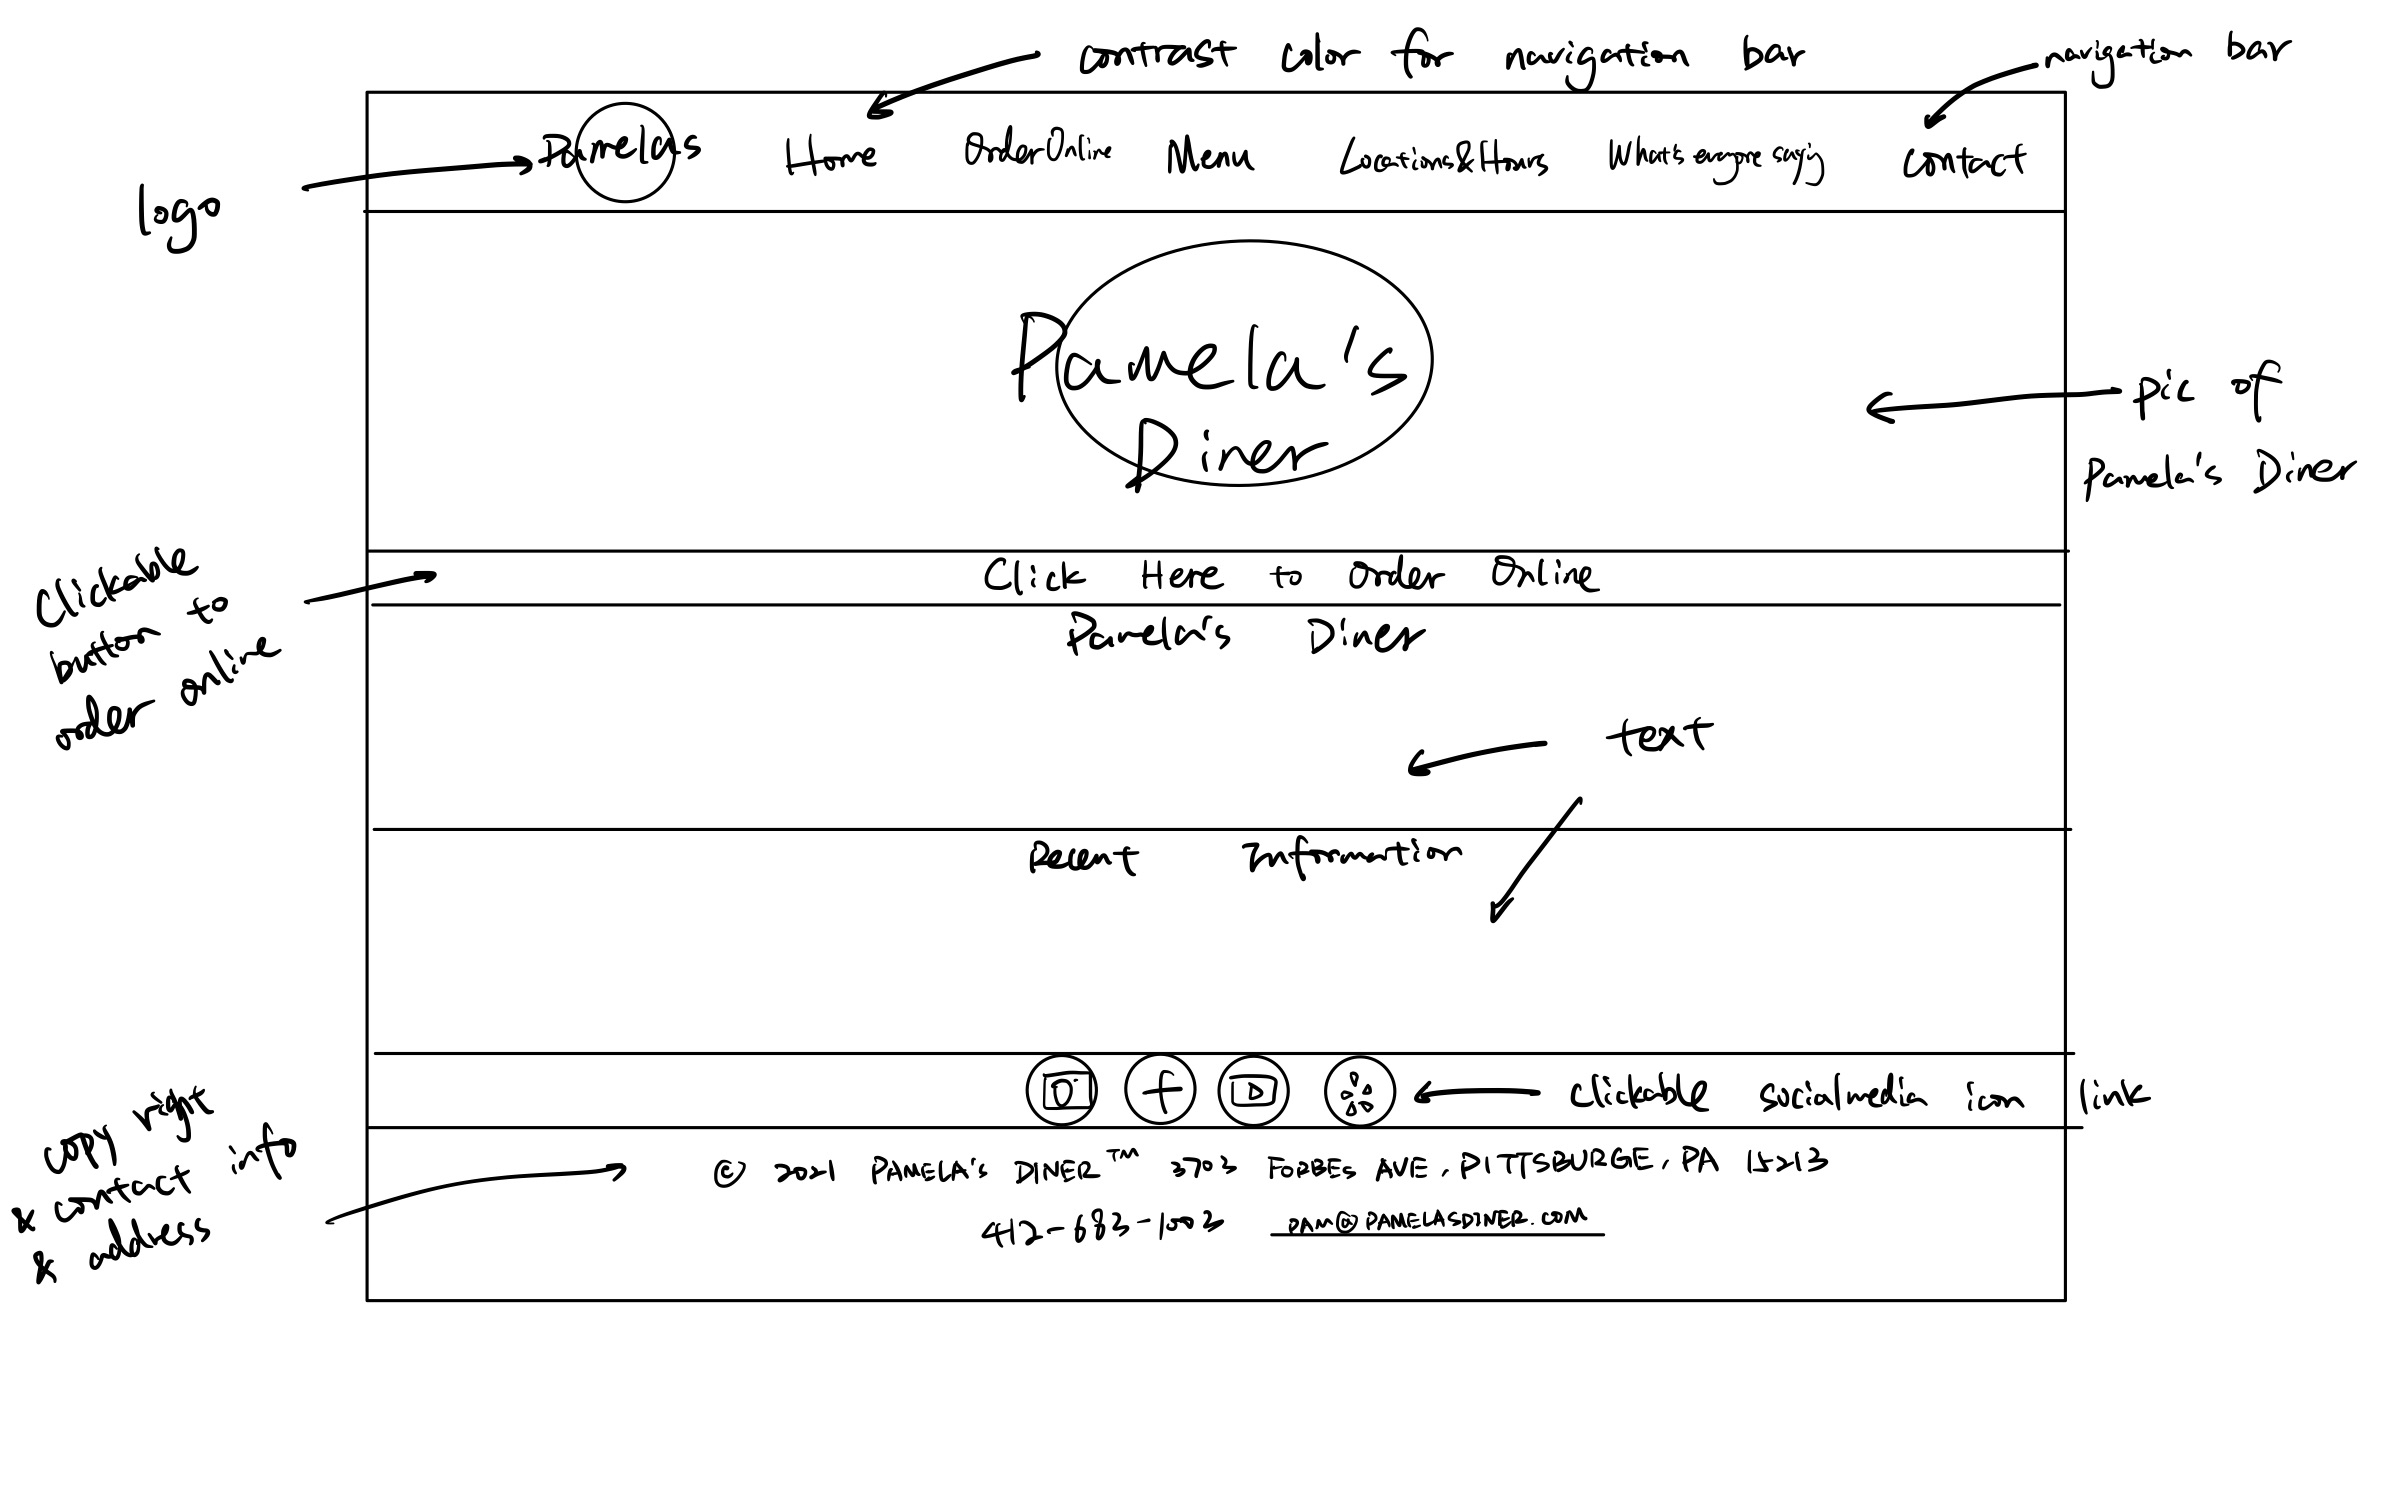 contrast color for navigation bar
navigation bar
logo
Pamelas Home Order Online Menu Locations&Hours What's everyone saying contact
Pamela's
Diner
pic of
Pamela's Diner
Clickable
button to
order online
Click Here to Order Online
Pamela's Diner
text
Recent Information
clickable socialmedia icon link
copy right
& contact info
& address
© 2021 PAMELA'S DINER™ 3703 FORBES AVE, PITTSBURGE, PA 15213
412-683-1003 PAM@PAMELASDINER.COM